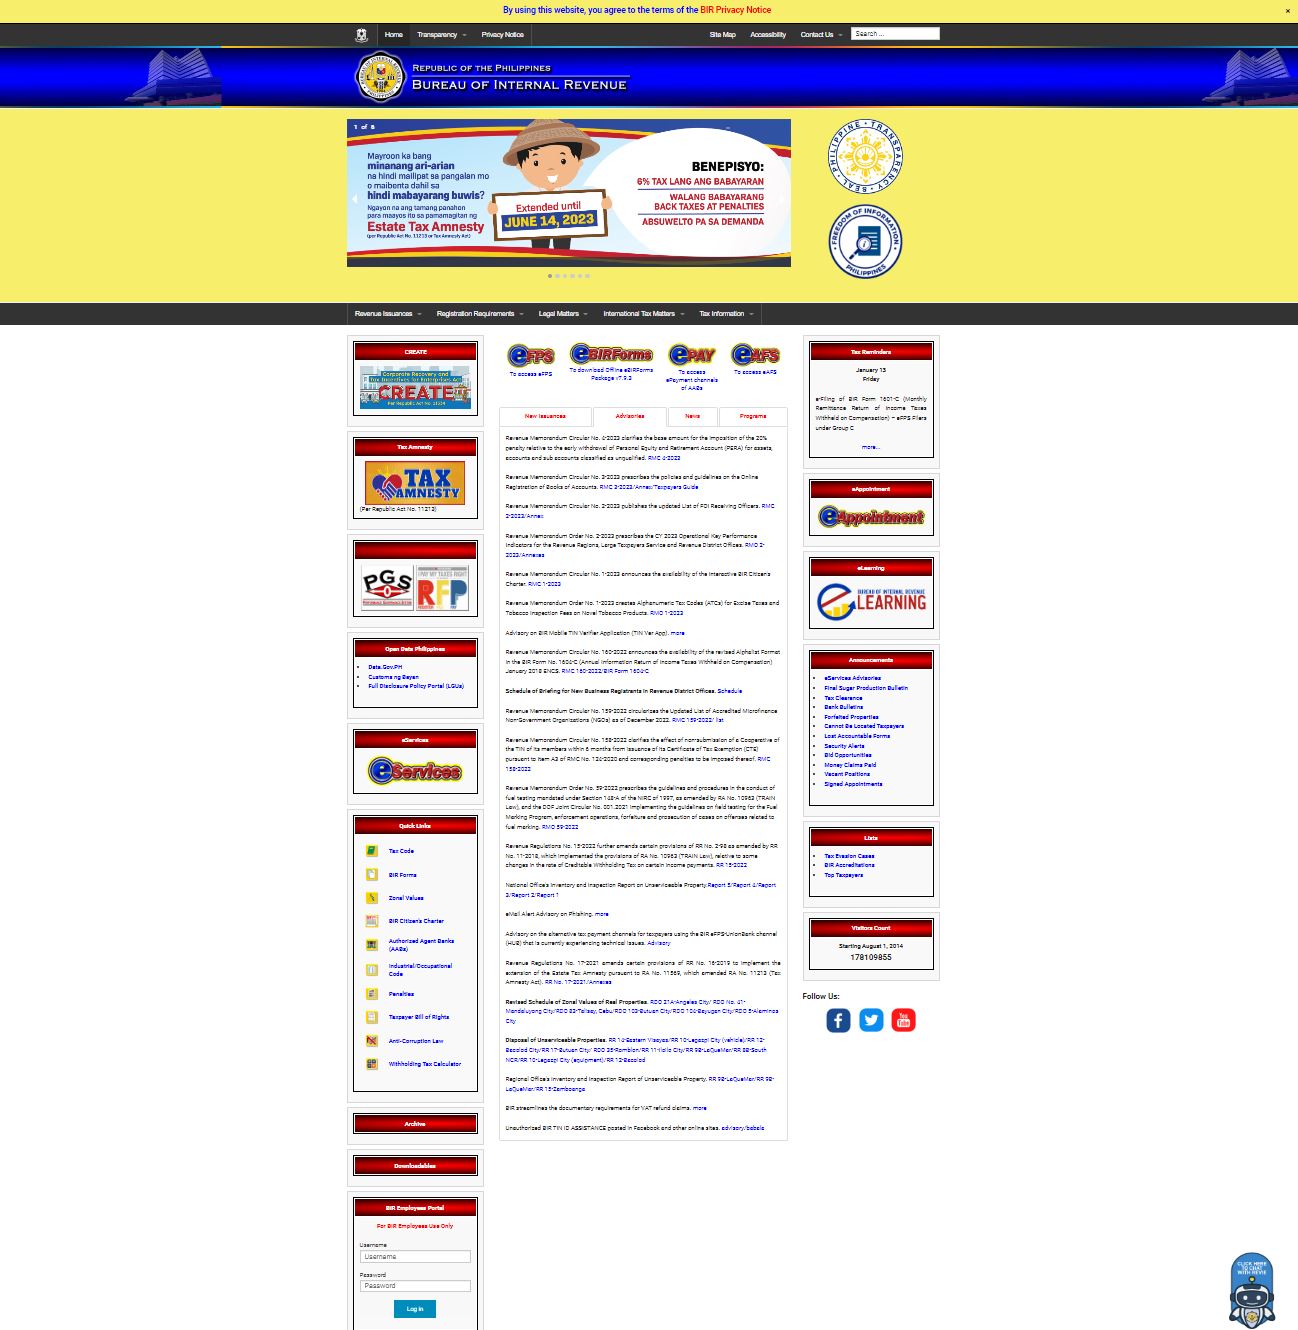 By using this website, you agree to the terms of the BIR Privacy Notice
×
Home
Transparency
Privacy Notice
Site Map
Accessibility
Contact Us
Search ...
REPUBLIC OF THE PHILIPPINES
BUREAU OF INTERNAL REVENUE
Mayroon ka bang
minanang ari-arian
na hindi mailipat sa pangalan mo
o maibenta dahil sa
hindi mabayarang buwis?
Ngayon na ang tamang panahon
para maayos ito sa pamamagitan ng
Estate Tax Amnesty
(per Republic Act No. 11213 or Tax Amnesty Act)
Extended until
JUNE 14, 2023
BENEPISYO:
6% TAX LANG ANG BABAYARAN
WALANG BABAYARANG
BACK TAXES AT PENALTIES
ABSUWELTO PA SA DEMANDA
PHILIPPINE TRANSPARENCY SEAL
FREEDOM OF INFORMATION
PHILIPPINES
Revenue Issuances
Registration Requirements
Legal Matters
International Tax Matters
Tax Information
CREATE
Corporate Recovery and
Tax Incentives for Enterprises Act
CREATE
Per Republic Act No. 11534
Tax Amnesty
TAX
AMNESTY
(Per Republic Act No. 11213)
PGS
RFP
Open Data Philippines
Data.Gov.PH
Customs ng Bayan
Full Disclosure Policy Portal (LGUs)
eServices
eServices
Quick Links
Tax Code
BIR Forms
Zonal Values
BIR Citizen's Charter
Authorized Agent Banks
(AABs)
Industrial/Occupational
Code
Penalties
Taxpayer Bill of Rights
Anti-Corruption Law
Withholding Tax Calculator
Archive
Downloadables
BIR Employees Portal
For BIR Employees Use Only
Username
Username
Password
Password
Log in
eFPS
To access eFPS
eBIRForms
To download Offline eBIRForms
Package v7.9.3
ePAY
To access
ePayment channels
of AABs
eAFS
To access eAFS
New Issuances
Advisories
News
Programs
Revenue Memorandum Circular No. 4-2023 clarifies the base amount for the imposition of the 20%
penalty relative to the early withdrawal of Personal Equity and Retirement Account (PERA) for assets,
accounts and sub accounts classified as unqualified. RMC 4-2023
Revenue Memorandum Circular No. 3-2023 prescribes the policies and guidelines on the Online
Registration of Books of Accounts. RMC 3-2023/Annex/Taxpayers Guide
Revenue Memorandum Circular No. 2-2023 publishes the updated List of FOI Receiving Officers. RMC
2-2023/Annex
Revenue Memorandum Order No. 2-2023 prescribes the CY 2023 Operational Key Performance
Indicators for the Revenue Regions, Large Taxpayers Service and Revenue District Offices. RMO 2-
2023/Annexes
Revenue Memorandum Circular No. 1-2023 announces the availability of the Interactive BIR Citizen's
Charter. RMC 1-2023
Revenue Memorandum Order No. 1-2023 creates Alphanumeric Tax Codes (ATCs) for Excise Taxes and
Tobacco Inspection Fees on Novel Tobacco Products. RMO 1-2023
Advisory on BIR Mobile TIN Verifier Application (TIN Ver App). more
Revenue Memorandum Circular No. 160-2022 announces the availability of the revised Alphalist Format
in the BIR Form No. 1604-C (Annual Information Return of Income Taxes Withheld on Compensation)
January 2018 ENCS. RMC 160-2022/BIR Form 1604-C
Schedule of Briefing for New Business Registrants in Revenue District Offices. Schedule
Revenue Memorandum Circular No. 159-2022 circularizes the Updated List of Accredited Microfinance
Non-Government Organizations (NGOs) as of December 2022. RMC 159-2022/ list
Revenue Memorandum Circular No. 158-2022 clarifies the effect of non-submission of a Cooperative of
the TIN of its members within 6 months from issuance of its Certificate of Tax Exemption (CTE)
pursuant to Item A3 of RMC No. 124-2020 and corresponding penalties to be imposed thereof. RMC
158-2022
Revenue Memorandum Order No. 59-2022 prescribes the guidelines and procedures in the conduct of
fuel testing mandated under Section 148-A of the NIRC of 1997, as amended by RA No. 10963 (TRAIN
Law), and the DOF Joint Circular No. 001.2021 implementing the guidelines on field testing for the Fuel
Marking Program, enforcement operations, forfeiture and prosecution of cases on offenses related to
fuel marking. RMO 59-2022
Revenue Regulations No. 15-2022 further amends certain provisions of RR No. 2-98 as amended by RR
No. 11-2018, which implemented the provisions of RA No. 10963 (TRAIN Law), relative to some
changes in the rate of Creditable Withholding Tax on certain income payments. RR 15-2022
National Office's Inventory and Inspection Report on Unserviceable Property.Report 5/Report 4/Report
3/Report 2/Report 1
eMail Alert Advisory on Phishing. more
Advisory on the alternative tax payment channels for taxpayers using the BIR eFPS-UnionBank channel
(HUB) that is currently experiencing technical issues. Advisory
Revenue Regulations No. 17-2021 amends certain provisions of RR No. 16-2019 to implement the
extension of the Estate Tax Amnesty pursuant to RA No. 11569, which amended RA No. 11213 (Tax
Amnesty Act). RR No. 17-2021/Annexes
Revised Schedule of Zonal Values of Real Properties. RDO 21A-Angeles City/ RDO No. 41-
Mandaluyong City/RDO 83-Talisay, Cebu/RDO 103-Butuan City/RDO 104-Bayugan City/RDO 5-Alaminos
City
Disposal of Unserviceable Properties. RR 14-Eastern Visayas/RR 10-Legaspi City (vehicle)/RR 12-
Bacolod City/RR 17-Butuan City/ RDO 35-Romblon/RR 11-Iloilo City/RR 9B-LaQueMar/RR 8B-South
NCR/RR 10-Legaspi City (equipment)/RR 12-Bacolod
Regional Office's Inventory and Inspection Report of Unserviceable Property. RR 9B-LaQueMar/RR 9B-
LaQueMar/RR 15-Zamboanga
BIR streamlines the documentary requirements for VAT refund claims. more
Unauthorized BIR TIN ID ASSISTANCE posted in Facebook and other online sites. advisory/babala
Tax Reminders
January 13
Friday
e-Filing of BIR Form 1601-C (Monthly
Remittance Return of Income Taxes
Withheld on Compensation) – eFPS Filers
under Group C
more...
eAppointment
eAppointment
eLearning
BUREAU OF INTERNAL REVENUE
LEARNING
Announcements
eServices Advisories
Final Sugar Production Bulletin
Tax Clearance
Bank Bulletins
Forfeited Properties
Cannot Be Located Taxpayers
Lost Accountable Forms
Security Alerts
Bid Opportunities
Money Claims Paid
Vacant Positions
Signed Appointments
Lists
Tax Evasion Cases
BIR Accreditations
Top Taxpayers
Visitors Count
Starting August 1, 2014
178109855
Follow Us:
You
Tube
CLICK HERE
TO CHAT
WITH REVIE